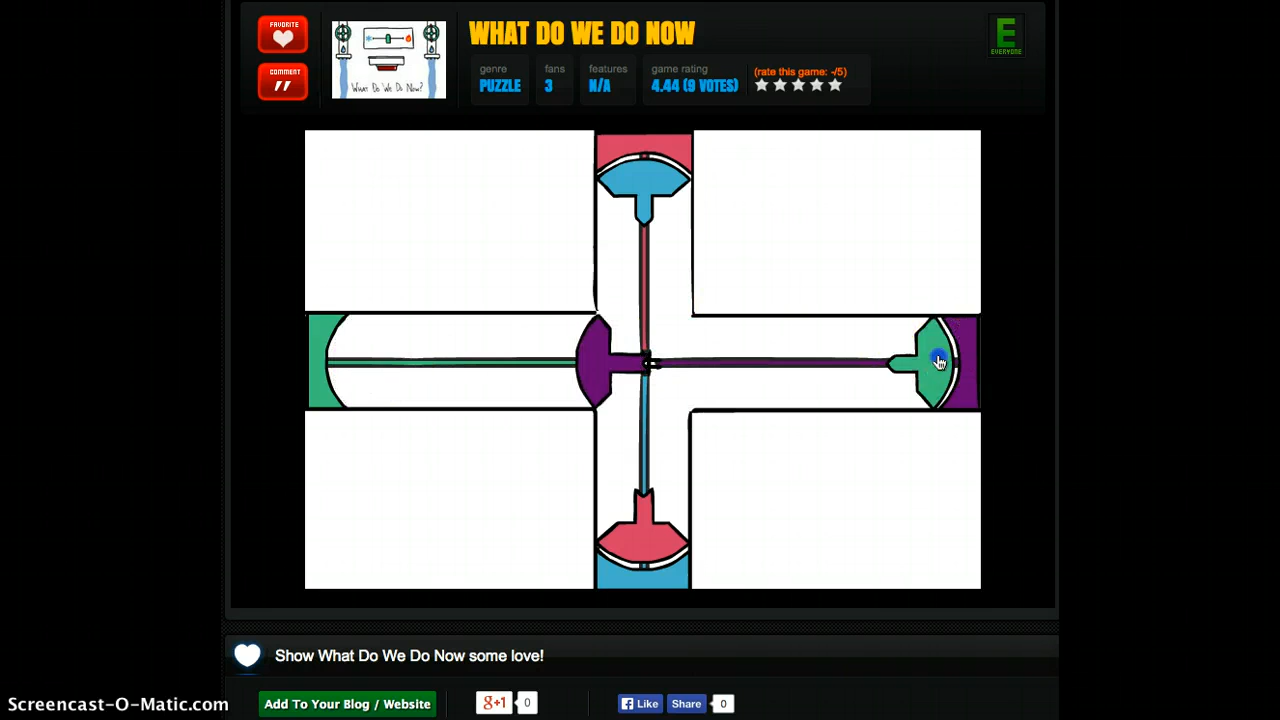 FAVORITE
COMMENT
What Do We Do Now?
WHAT DO WE DO NOW
genre
PUZZLE
fans
3
features
N/A
game rating
4.44 (9 VOTES)
(rate this game: -/5)
E
EVERYONE
Show What Do We Do Now some love!
Add To Your Blog / Website
g+1
0
Like
Share
0
Screencast-O-Matic.com